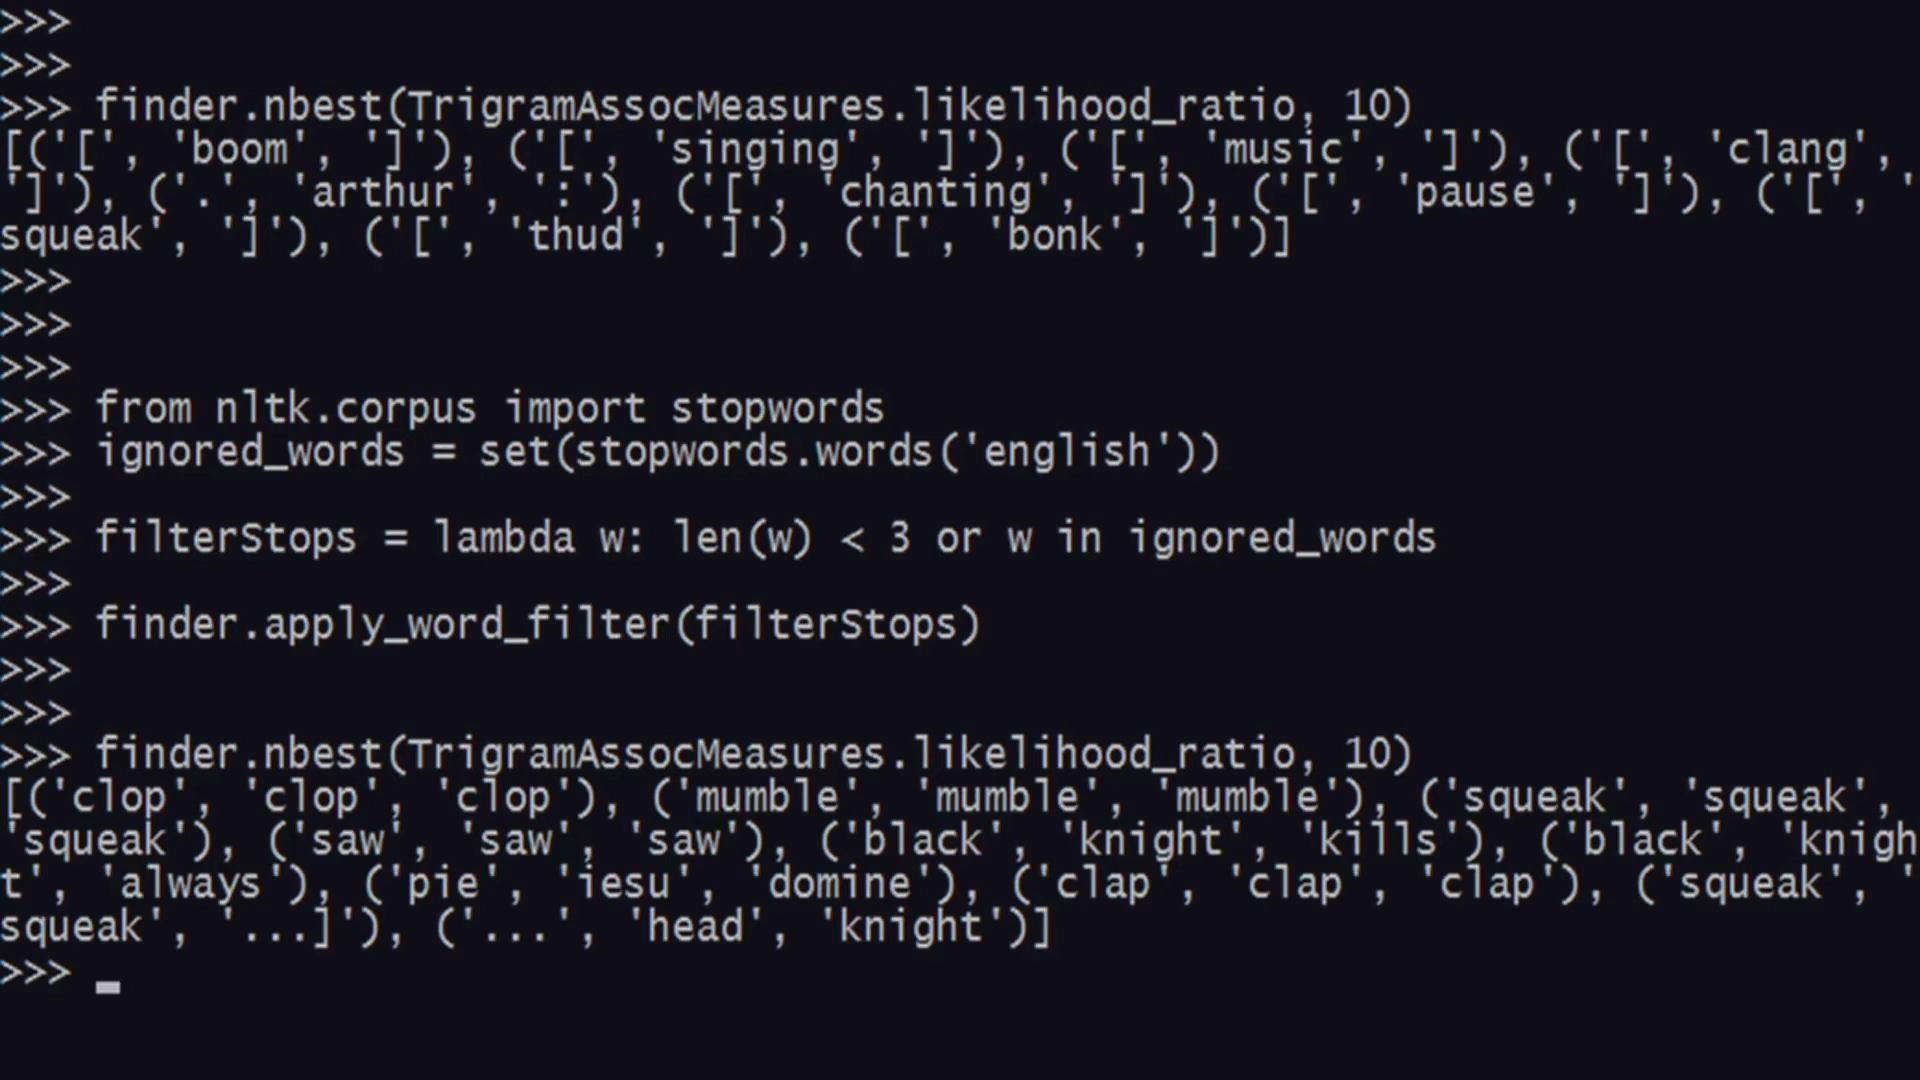 >>>
>>>
>>> finder.nbest(TrigramAssocMeasures.likelihood_ratio, 10)
[('[', 'boom', ']'), ('[', 'singing', ']'), ('[', 'music', ']'), ('[', 'clang',
']'), ('.', 'arthur', ':'), ('[', 'chanting', ']'), ('[', 'pause', ']'), ('[', '
squeak', ']'), ('[', 'thud', ']'), ('[', 'bonk', ']')]
>>>
>>>
>>>
>>> from nltk.corpus import stopwords
>>> ignored_words = set(stopwords.words('english'))
>>>
>>> filterStops = lambda w: len(w) < 3 or w in ignored_words
>>>
>>> finder.apply_word_filter(filterStops)
>>>
>>>
>>> finder.nbest(TrigramAssocMeasures.likelihood_ratio, 10)
[('clop', 'clop', 'clop'), ('mumble', 'mumble', 'mumble'), ('squeak', 'squeak',
'squeak'), ('saw', 'saw', 'saw'), ('black', 'knight', 'kills'), ('black', 'knigh
t', 'always'), ('pie', 'iesu', 'domine'), ('clap', 'clap', 'clap'), ('squeak', '
squeak', '...]'), ('...', 'head', 'knight')]
>>>